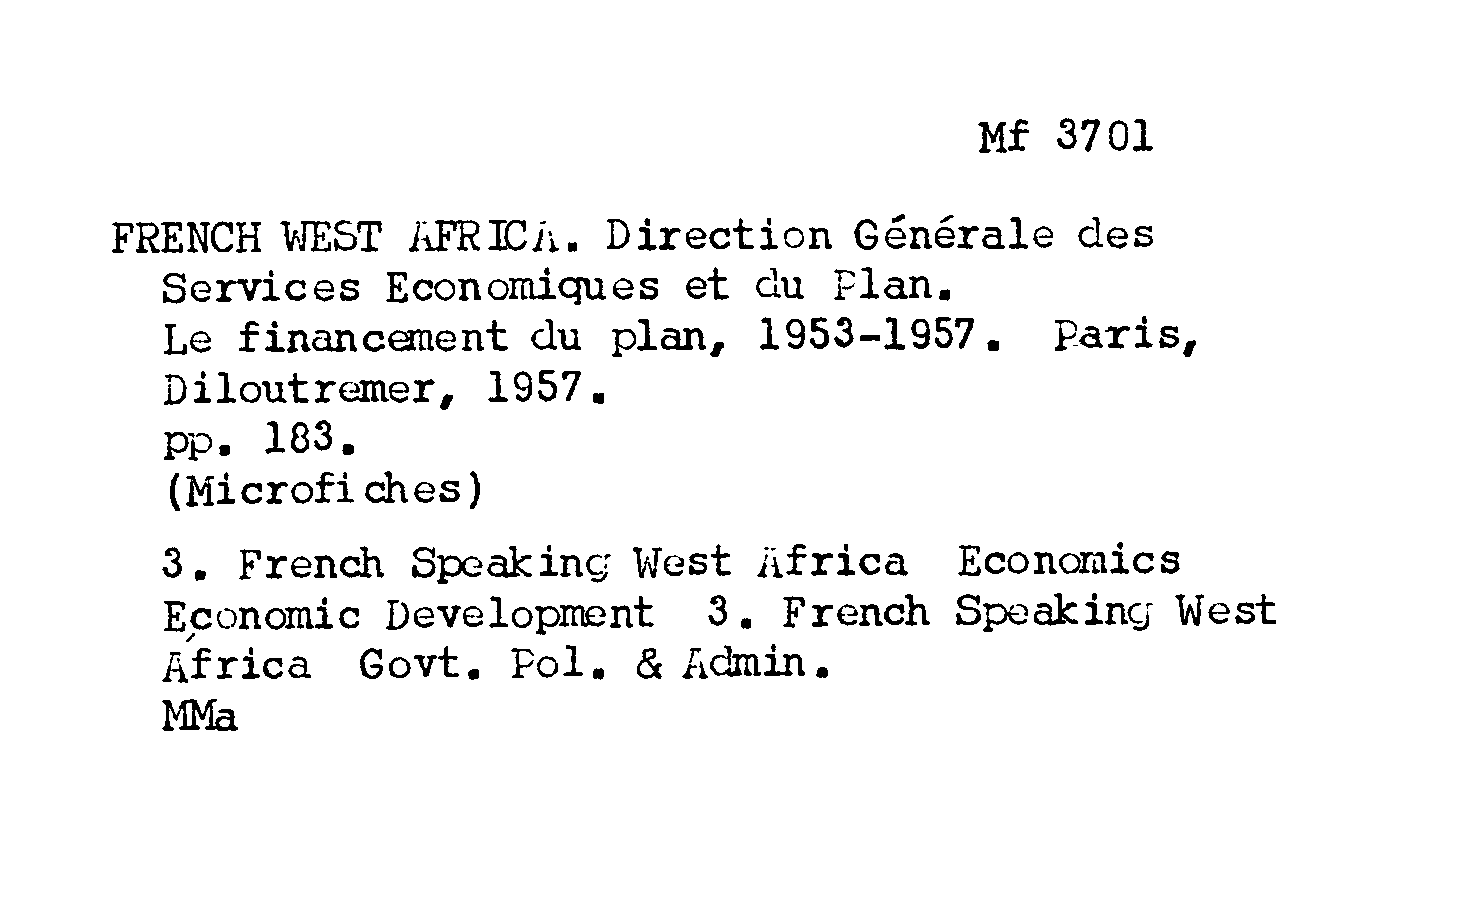 Mf 3701
FRENCH WEST AFRICA. Direction Générale des
Services Economiques et du Plan.
Le financement du plan, 1953-1957. Paris,
Diloutremer, 1957.
pp. 183.
(Microfiches)
3. French Speaking West Africa Economics
Economic Development 3. French Speaking West
Africa Govt. Pol. & Admin.
MMa